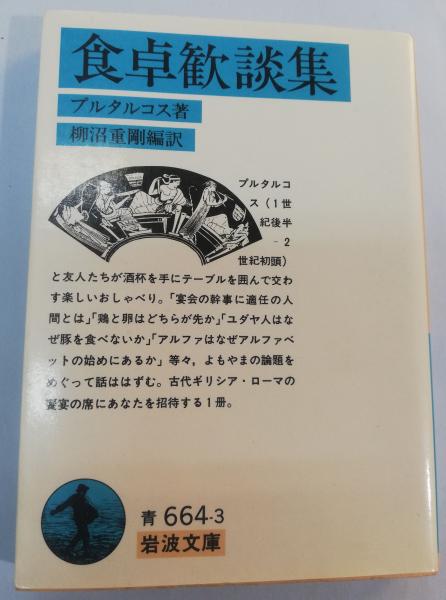 食卓歓談集
プルタルコス著
柳沼重剛編訳
プルタルコ
ス(1世
紀後半
-2
世紀初頭)
と友人たちが酒杯を手にテーブルを囲んで交わ
す楽しいおしゃべり。「宴会の幹事に適任の人
間とは」「鶏と卵はどちらが先か」「ユダヤ人はな
ぜ豚を食べないか」「アルファはなぜアルファベ
ットの始めにあるか」等々,よもやまの論題を
めぐって話ははずむ。古代ギリシア・ローマの
饗宴の席にあなたを招待する1冊。
青 664-3
岩波文庫